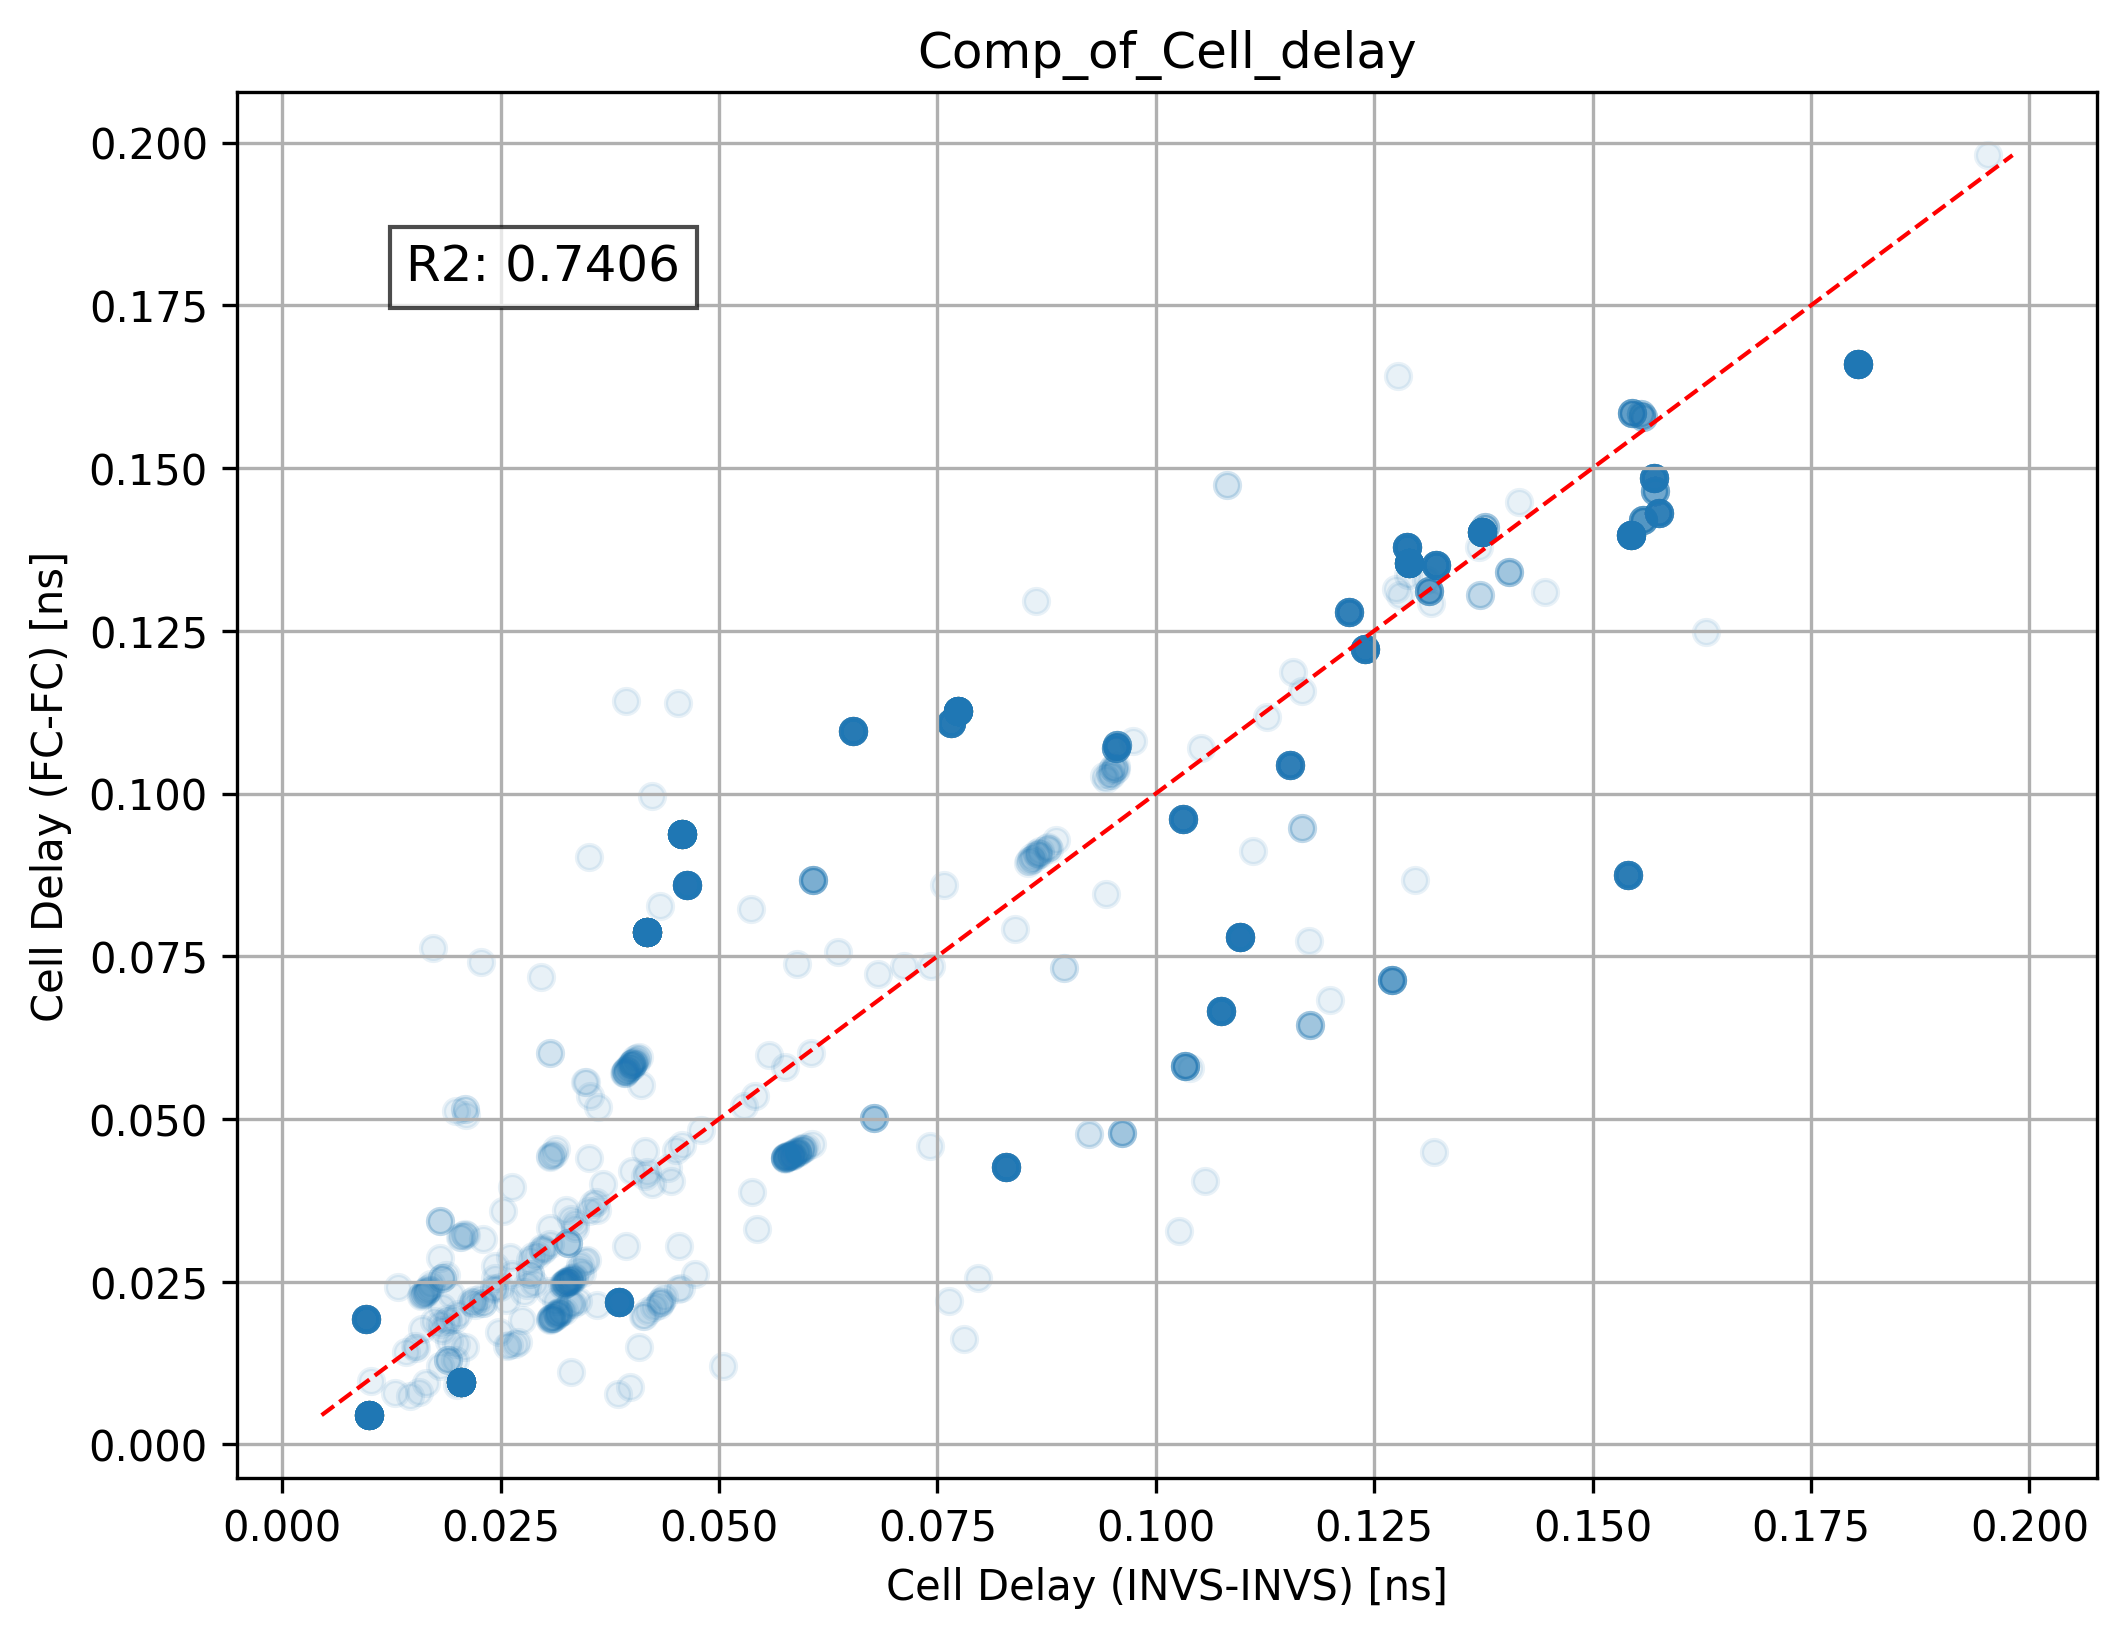 Comp_of_Cell_delay
R2: 0.7406
Cell Delay (FC-FC) [ns]
0.200
0.175
0.150
0.125
0.100
0.075
0.050
0.025
0.000
0.000 0.025 0.050 0.075 0.100 0.125 0.150 0.175 0.200
Cell Delay (INVS-INVS) [ns]